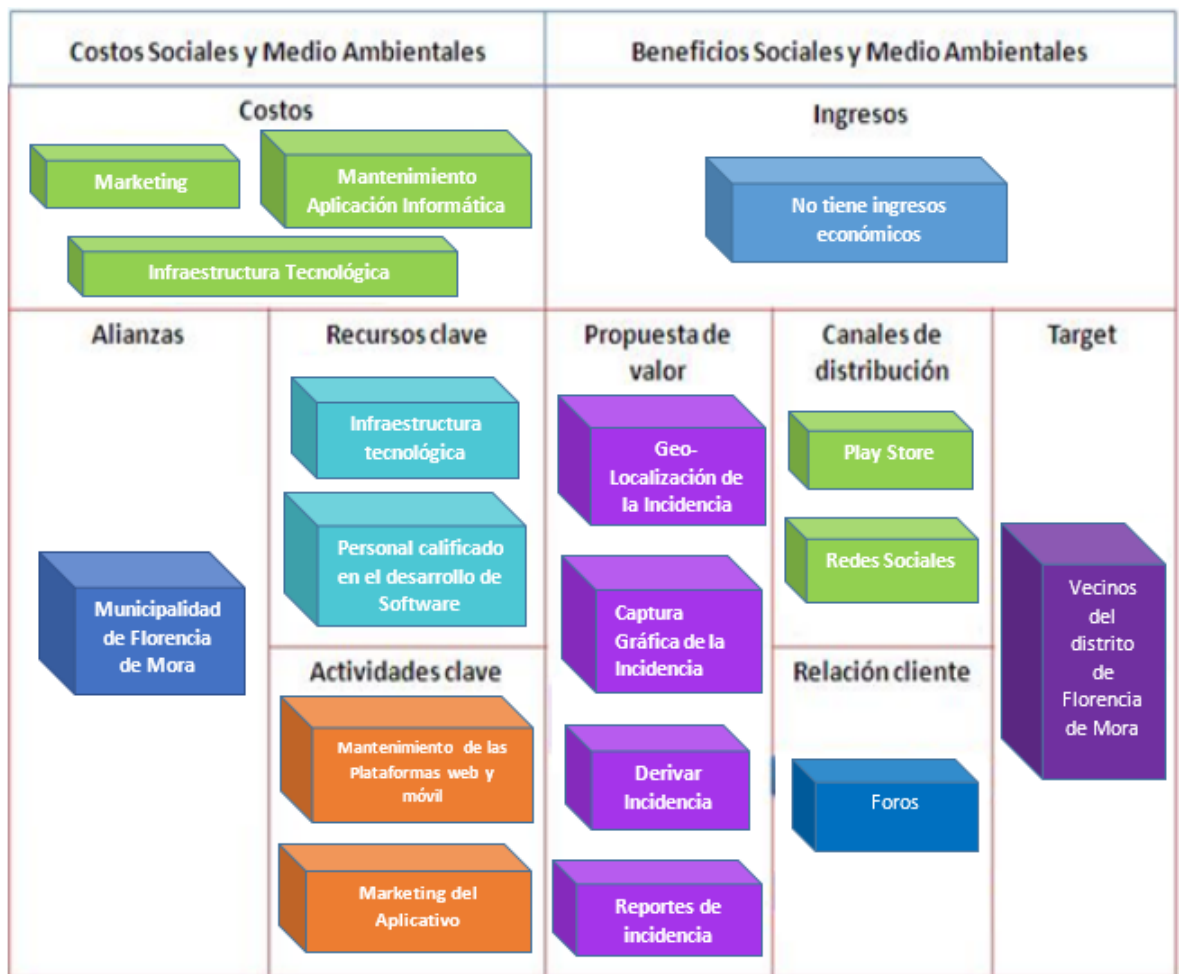 Costos Sociales y Medio Ambientales
Beneficios Sociales y Medio Ambientales
Costos
Marketing
Mantenimiento
Aplicación Informática
Infraestructura Tecnológica
Ingresos
No tiene ingresos
económicos
Alianzas
Municipalidad
de Florencia
de Mora
Recursos clave
Infraestructura
tecnológica
Personal calificado
en el desarrollo de
Software
Actividades clave
Mantenimiento de las
Plataformas web y
móvil
Marketing del
Aplicativo
Propuesta de
valor
Geo-
Localización de
la Incidencia
Captura
Gráfica de la
Incidencia
Derivar
Incidencia
Reportes de
incidencia
Canales de
distribución
Play Store
Redes Sociales
Relación cliente
Foros
Target
Vecinos
del
distrito
de
Florencia
de Mora